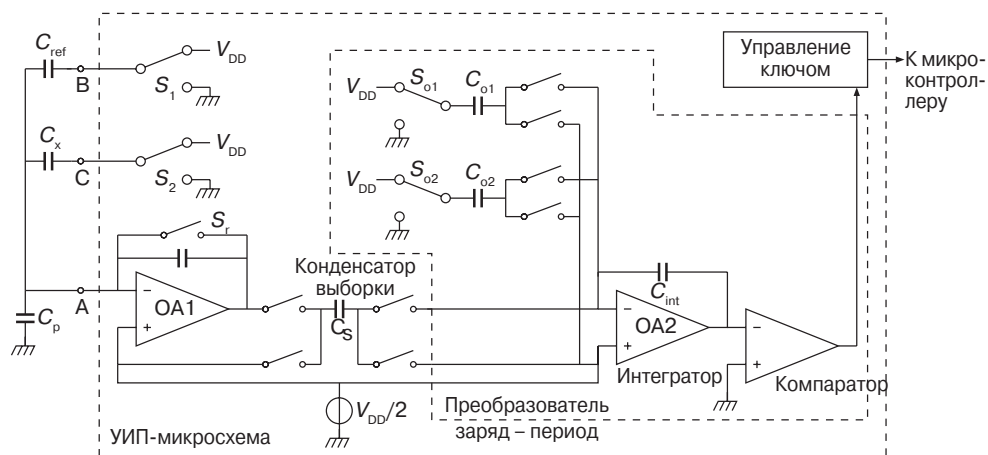 C_ref
B
V_DD
S_1
C_x
C
V_DD
S_2
S_r
A
OA1
C_p
V_DD
S_o1
C_o1
V_DD
S_o2
C_o2
Конденсатор
выборки
C_S
C_int
OA2
Интегратор
Компаратор
V_DD/2
Преобразователь
заряд – период
УИП-микросхема
Управление
ключом
К микро-
контрол-
леру